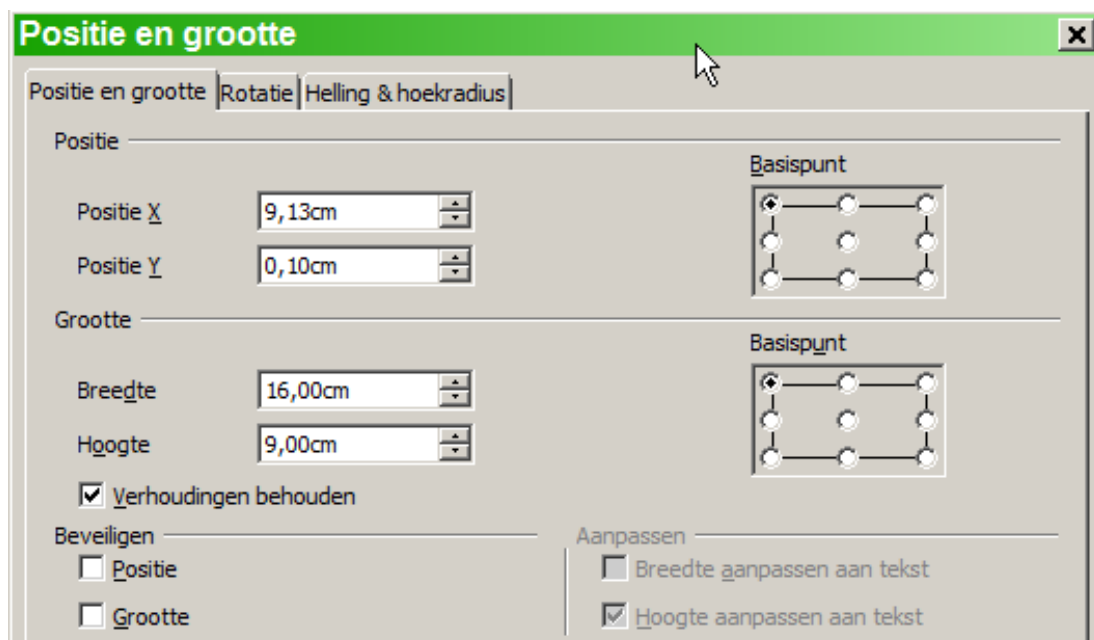 Positie en grootte
Positie en grootte Rotatie Helling & hoekradius
Positie
Basispunt
Positie X 9,13cm
Positie Y 0,10cm
Grootte
Basispunt
Breedte 16,00cm
Hoogte 9,00cm
Verhoudingen behouden
Beveiligen Aanpassen
Positie Breedte aanpassen aan tekst
Grootte Hoogte aanpassen aan tekst